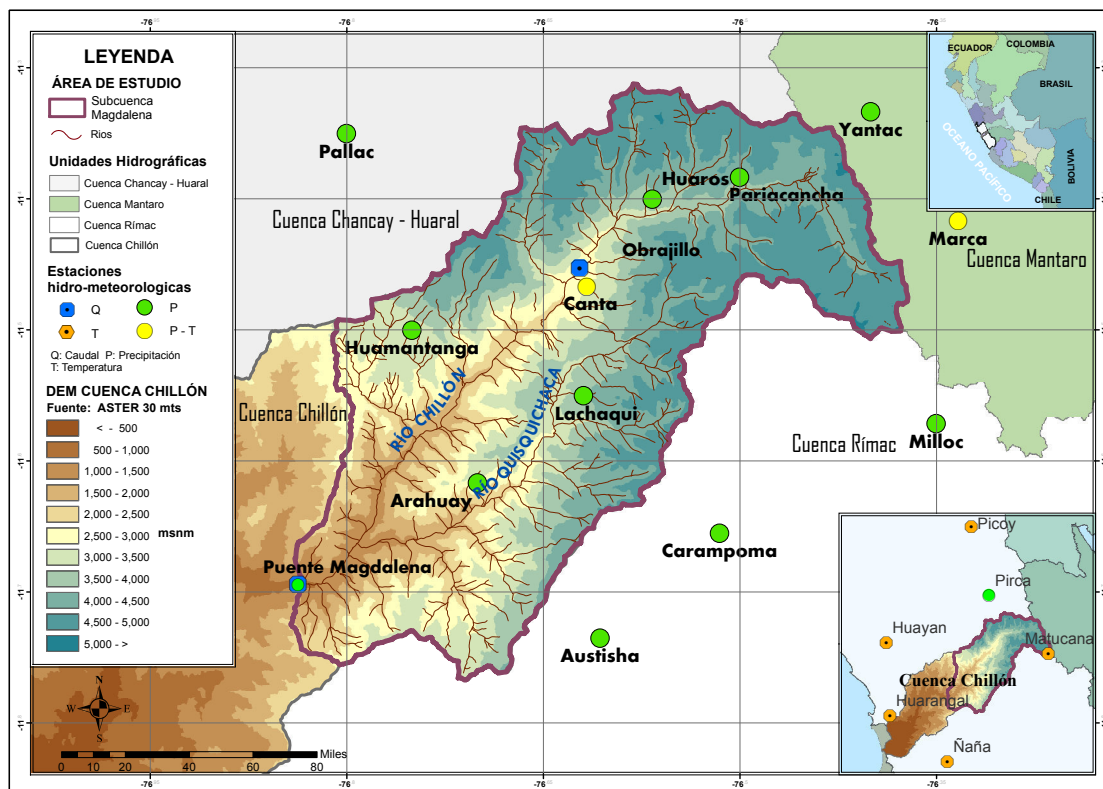 LEYENDA
ÁREA DE ESTUDIO
Subcuenca
Magdalena
Rios
Unidades Hidrográficas
Cuenca Chancay - Huaral
Cuenca Mantaro
Cuenca Rímac
Cuenca Chillón
Estaciones
hidro-meteorologicas
Q
P
T
P - T
Q: Caudal P: Precipitación
T: Temperatura
DEM CUENCA CHILLÓN
Fuente: ASTER 30 mts
< - 500
500 - 1,000
1,000 - 1,500
1,500 - 2,000
2,000 - 2,500
2,500 - 3,000
3,000 - 3,500
3,500 - 4,000
4,000 - 4,500
4,500 - 5,000
5,000 - >
msnm
N
W
E
S
0 10 20 40 60 80
Miles
Pallac
Yantac
Huaros
Pariacancha
Cuenca Chancay - Huaral
Obrajillo
Marca
Cuenca Mantaro
Canta
Huamantanga
RÍO CHILLÓN
RÍO QUISQUICHACA
Cuenca Chillón
Lachaqui
Cuenca Rímac
Milloc
Arahuay
Carampoma
Puente Magdalena
Austisha
ECUADOR
COLOMBIA
BRASIL
OCEANO PACÍFICO
BOLIVIA
CHILE
Picoy
Pirca
Huayan
Matucana
Cuenca Chillón
Huarangal
Ñaña